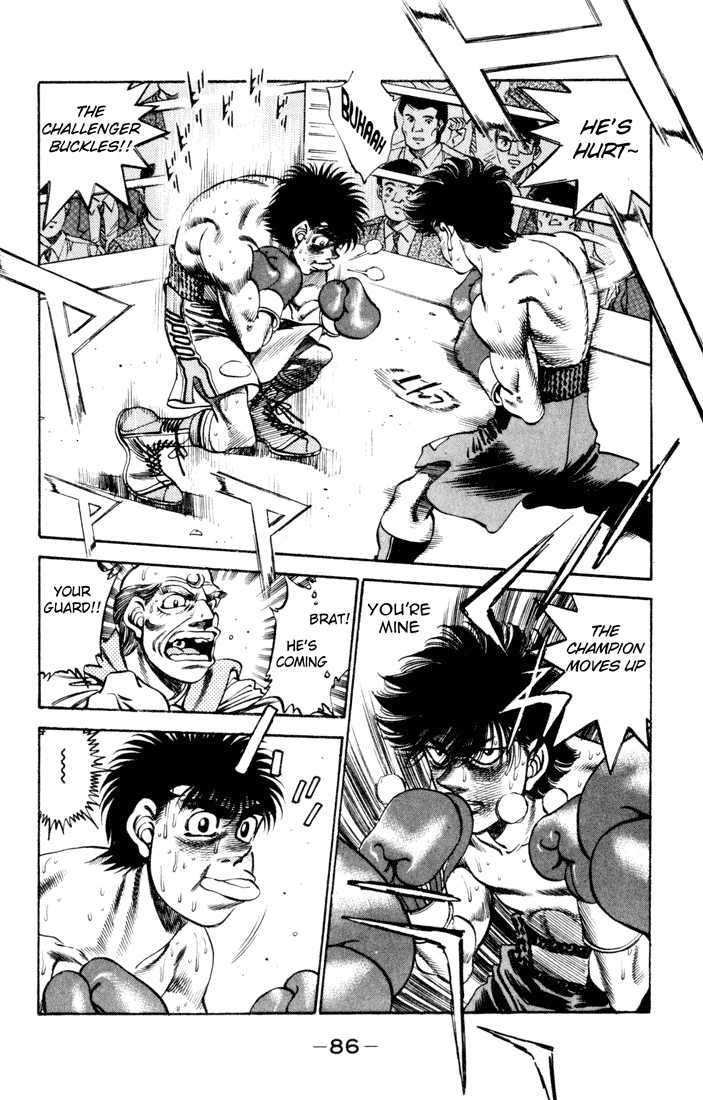 THE
CHALLENGER
BUCKLES!!
BUHAAH
HE'S
HURT~
YOUR
GUARD!!
BRAT!
HE'S
COMING
YOU'RE
MINE
THE
CHAMPION
MOVES UP
-86-